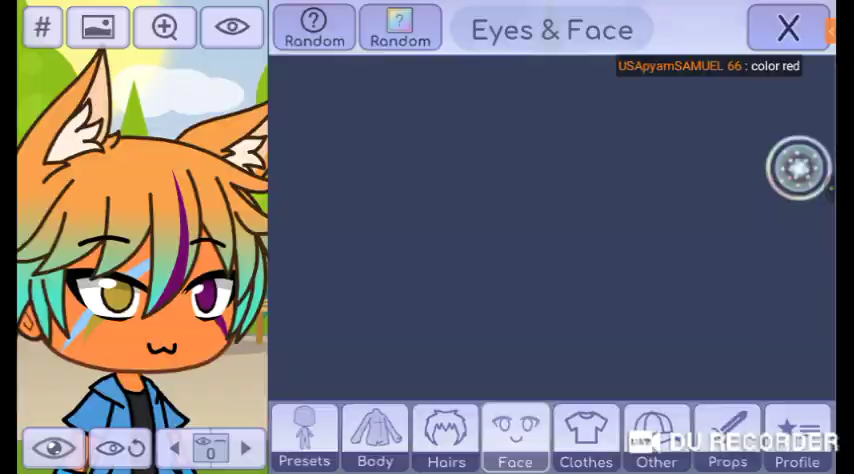 #
?
Random
?
Random
Eyes & Face
X
USApyamSAMUEL 66 : color red
0
Presets
Body
Hairs
Face
Clothes
Other
Props
Profile
DU RECORDER